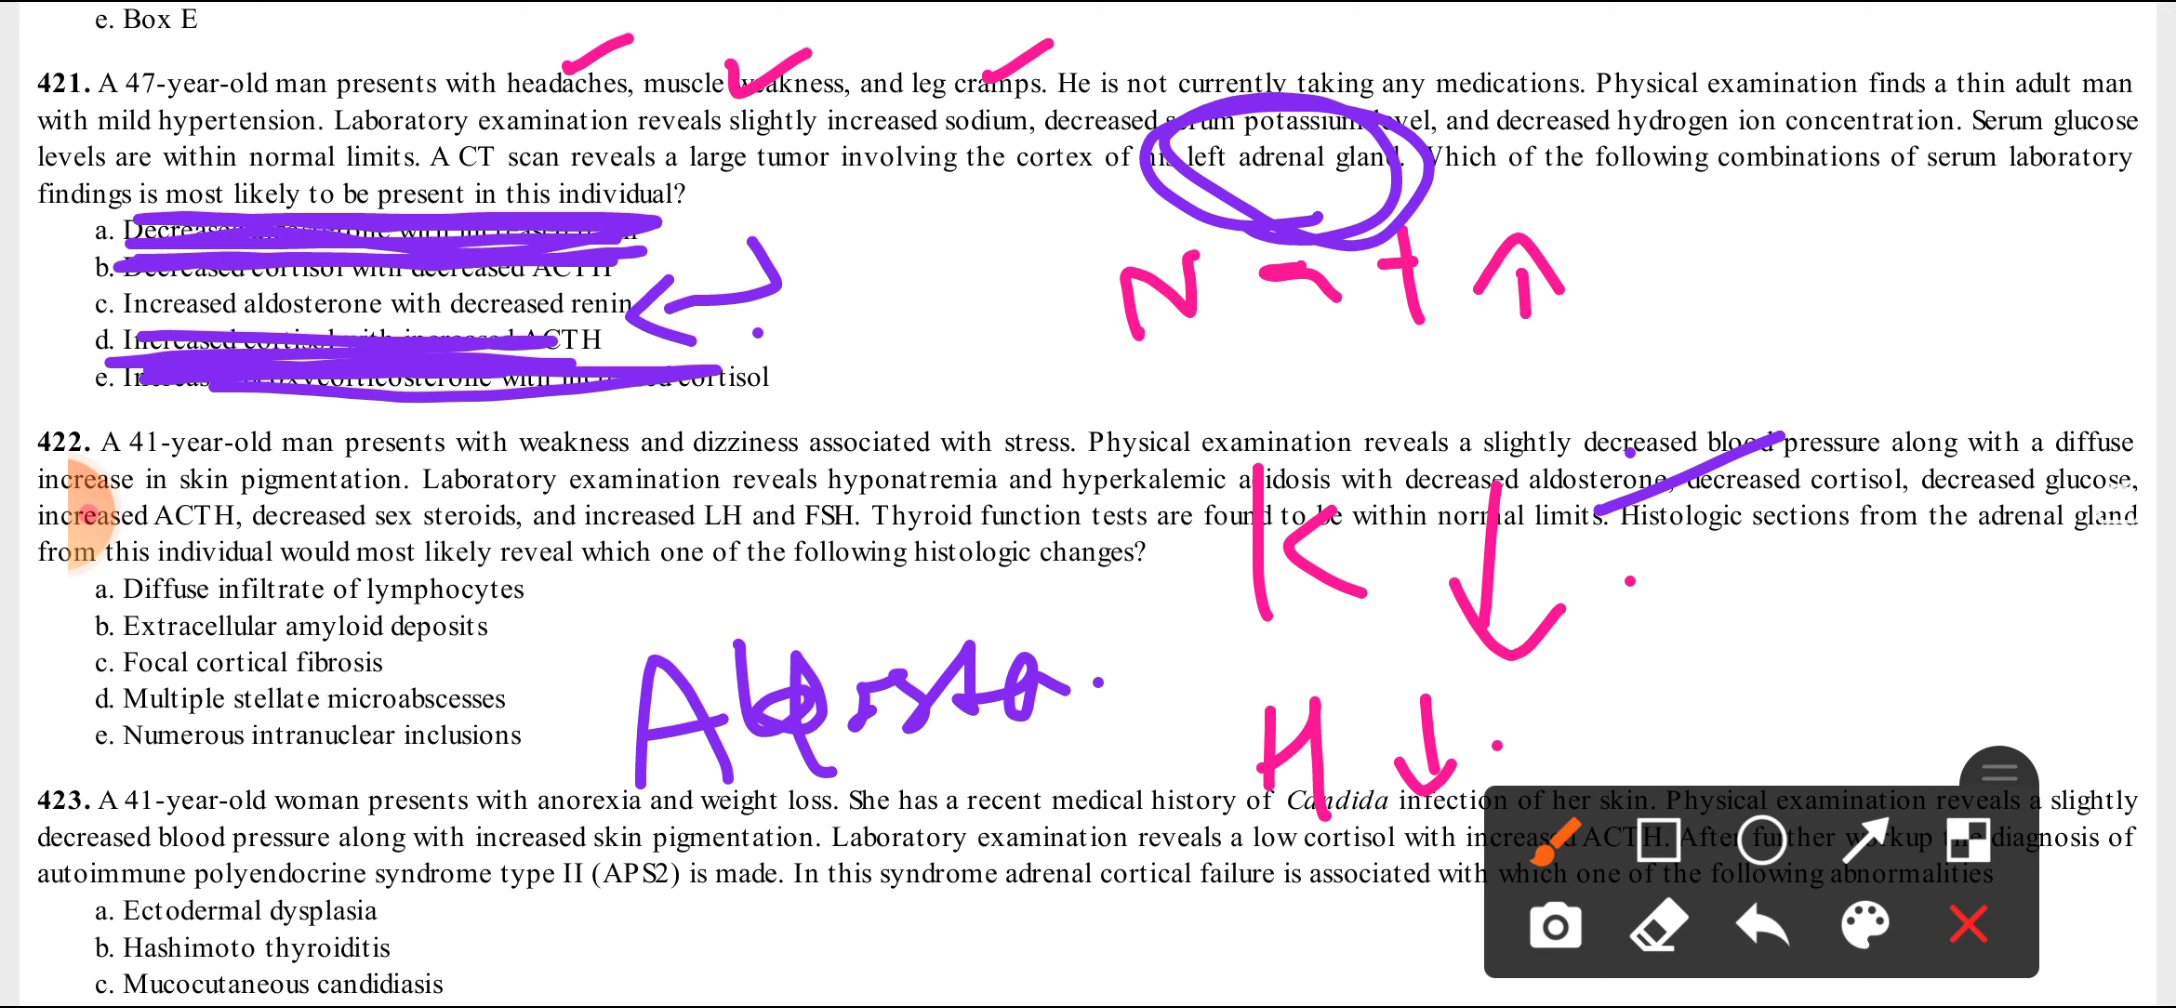 e. Box E
421. A 47-year-old man presents with headaches, muscle weakness, and leg cramps. He is not currently taking any medications. Physical examination finds a thin adult man
with mild hypertension. Laboratory examination reveals slightly increased sodium, decreased serum potassium level, and decreased hydrogen ion concentration. Serum glucose
levels are within normal limits. A CT scan reveals a large tumor involving the cortex of his left adrenal gland. Which of the following combinations of serum laboratory
findings is most likely to be present in this individual?
a. Decreased
b. Decreased cortisol with decreased ACTH
c. Increased aldosterone with decreased renin
d. Increased cortisol with increased ACTH
e. cortisol
N + ↑
422. A 41-year-old man presents with weakness and dizziness associated with stress. Physical examination reveals a slightly decreased blood pressure along with a diffuse
increase in skin pigmentation. Laboratory examination reveals hyponatremia and hyperkalemic acidosis with decreased aldosterone, decreased cortisol, decreased glucose,
increased ACTH, decreased sex steroids, and increased LH and FSH. Thyroid function tests are found to be within normal limits. Histologic sections from the adrenal gland
from this individual would most likely reveal which one of the following histologic changes?
K ↓
a. Diffuse infiltrate of lymphocytes
b. Extracellular amyloid deposits
c. Focal cortical fibrosis
d. Multiple stellate microabscesses
e. Numerous intranuclear inclusions
H ↓
423. A 41-year-old woman presents with anorexia and weight loss. She has a recent medical history of Candida infection of her skin. Physical examination reveals a slightly
decreased blood pressure along with increased skin pigmentation. Laboratory examination reveals a low cortisol with increased ACTH. After further workup the diagnosis of
autoimmune polyendocrine syndrome type II (APS2) is made. In this syndrome adrenal cortical failure is associated with which one of the following abnormalities
a. Ectodermal dysplasia
b. Hashimoto thyroiditis
c. Mucocutaneous candidiasis